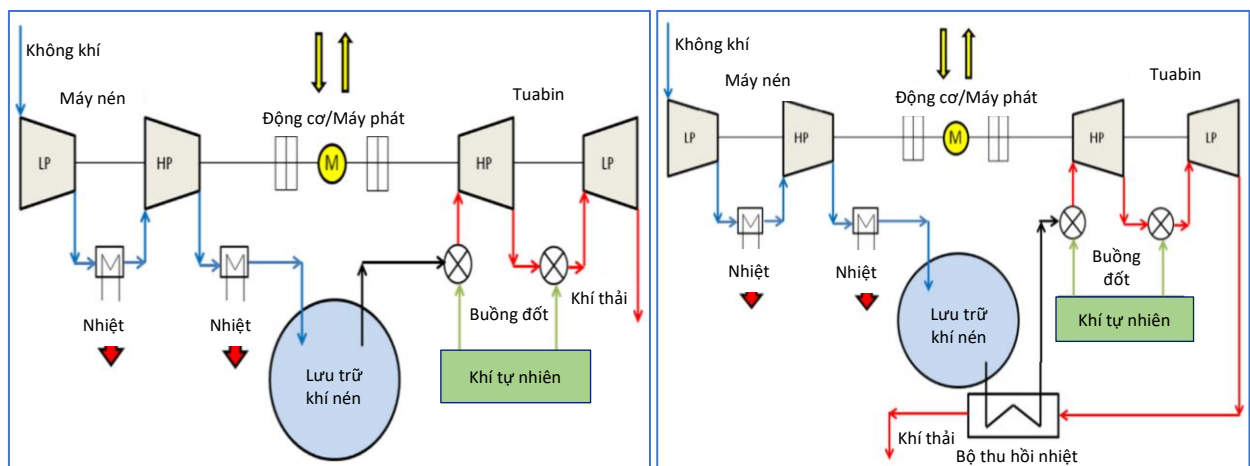 Không khí
Máy nén
Tuabin
Động cơ/Máy phát
LP
HP
M
HP
LP
M
M
Nhiệt
Nhiệt
Khí thải
Buồng đốt
Lưu trữ
khí nén
Khí tự nhiên
Không khí
Máy nén
Tuabin
Động cơ/Máy phát
LP
HP
M
HP
LP
M
M
Nhiệt
Nhiệt
Buồng
đốt
Lưu trữ
khí nén
Khí tự nhiên
Khí thải
Bộ thu hồi nhiệt